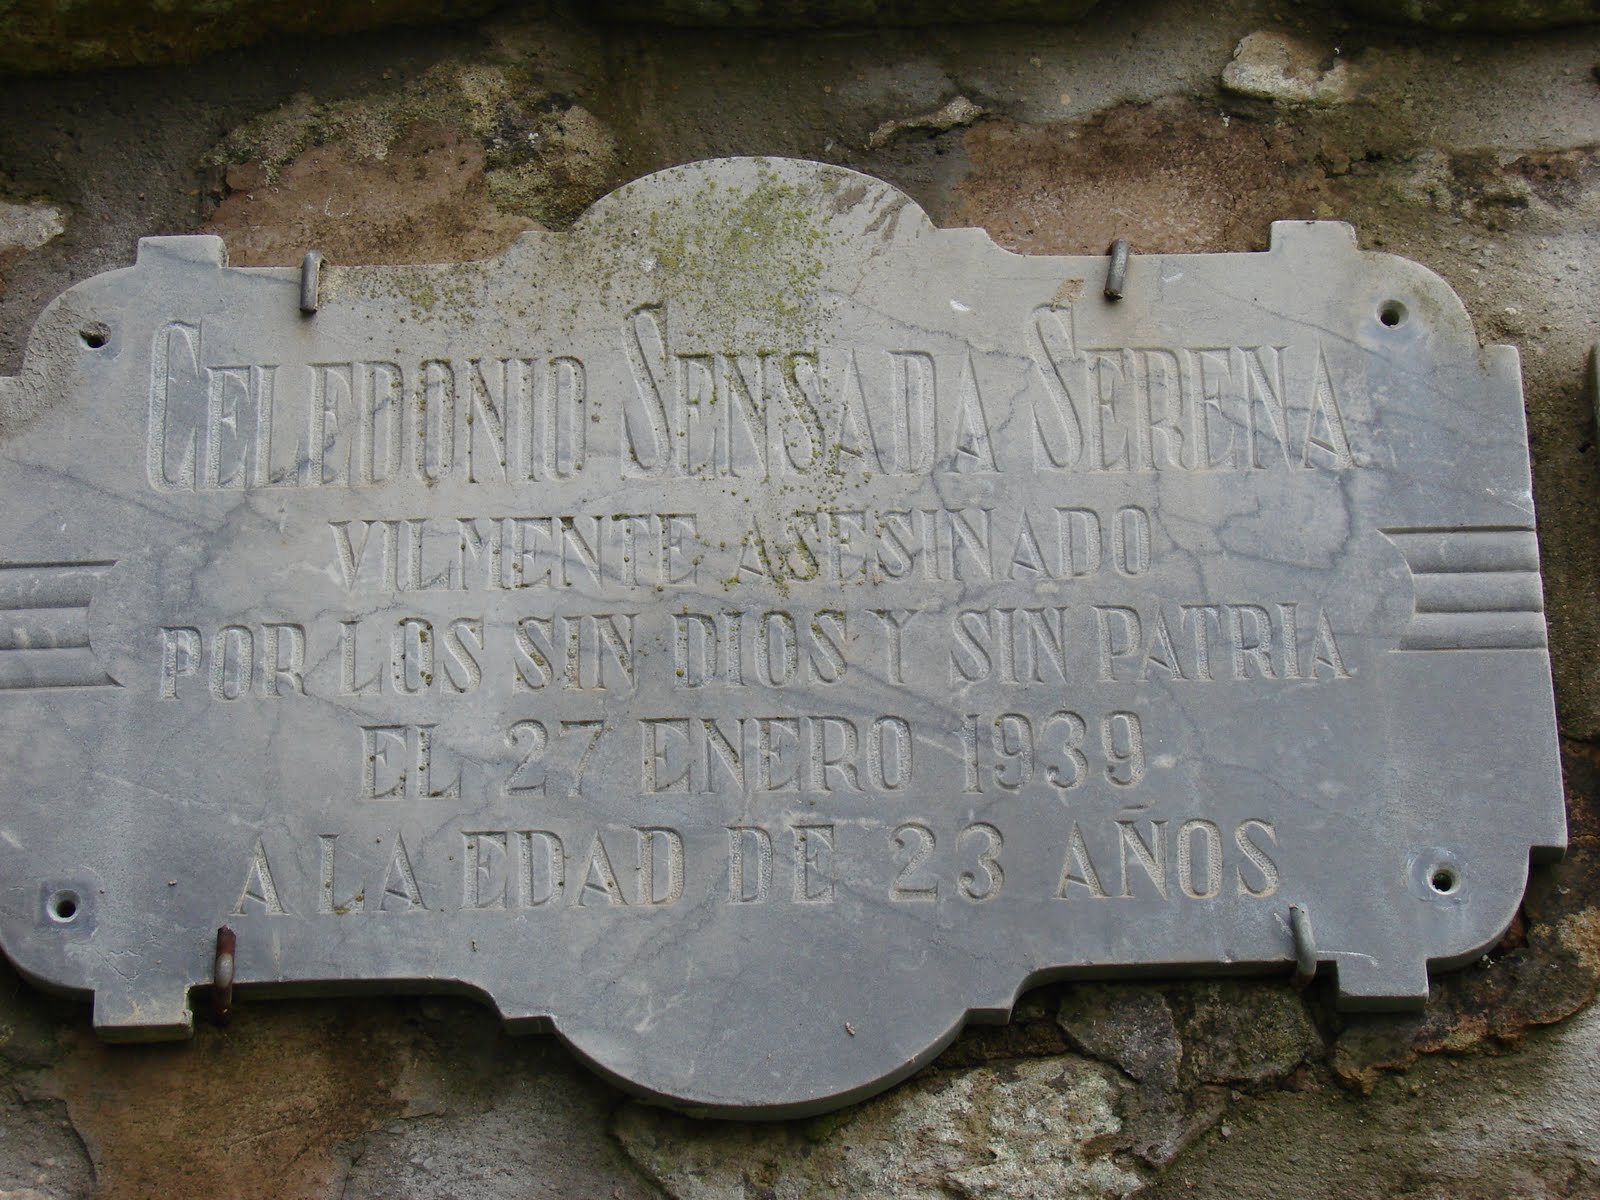 CELEDONIO SENSADA SERENA
VILMENTE ASESINADO
POR LOS SIN DIOS Y SIN PATRIA
EL 27 ENERO 1939
A LA EDAD DE 23 AÑOS